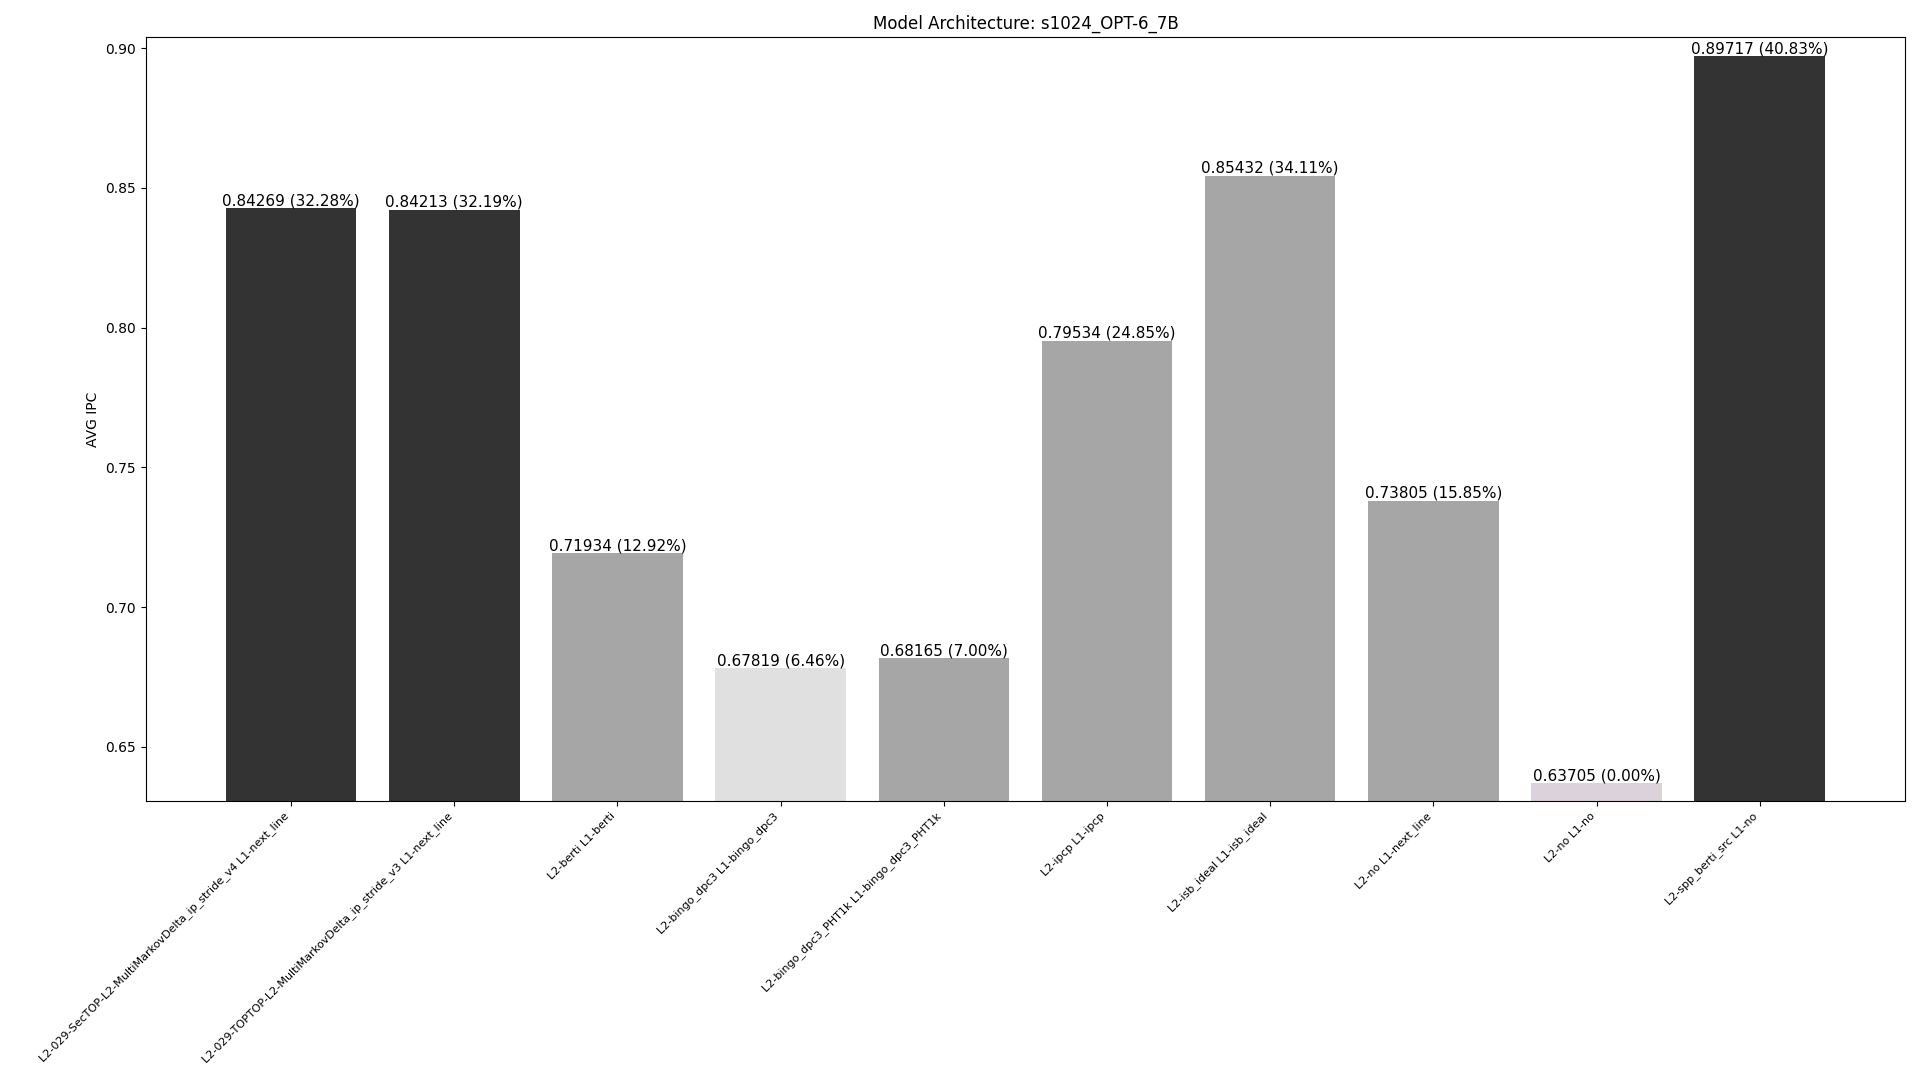 Model Architecture: s1024_OPT-6_7B
AVG IPC
0.90
0.85
0.80
0.75
0.70
0.65
0.84269 (32.28%)
0.84213 (32.19%)
0.71934 (12.92%)
0.67819 (6.46%)
0.68165 (7.00%)
0.79534 (24.85%)
0.85432 (34.11%)
0.73805 (15.85%)
0.63705 (0.00%)
0.89717 (40.83%)
L2-029-SecTOP-L2-MultiMarkovDelta_ip_stride_v4 L1-next_line
L2-029-TOPTOP-L2-MultiMarkovDelta_ip_stride_v3 L1-next_line
L2-berti L1-berti
L2-bingo_dpc3 L1-bingo_dpc3
L2-bingo_dpc3_PHT1k L1-bingo_dpc3_PHT1k
L2-ipcp L1-ipcp
L2-isb_ideal L1-isb_ideal
L2-no L1-next_line
L2-no L1-no
L2-spp_berti_src L1-no